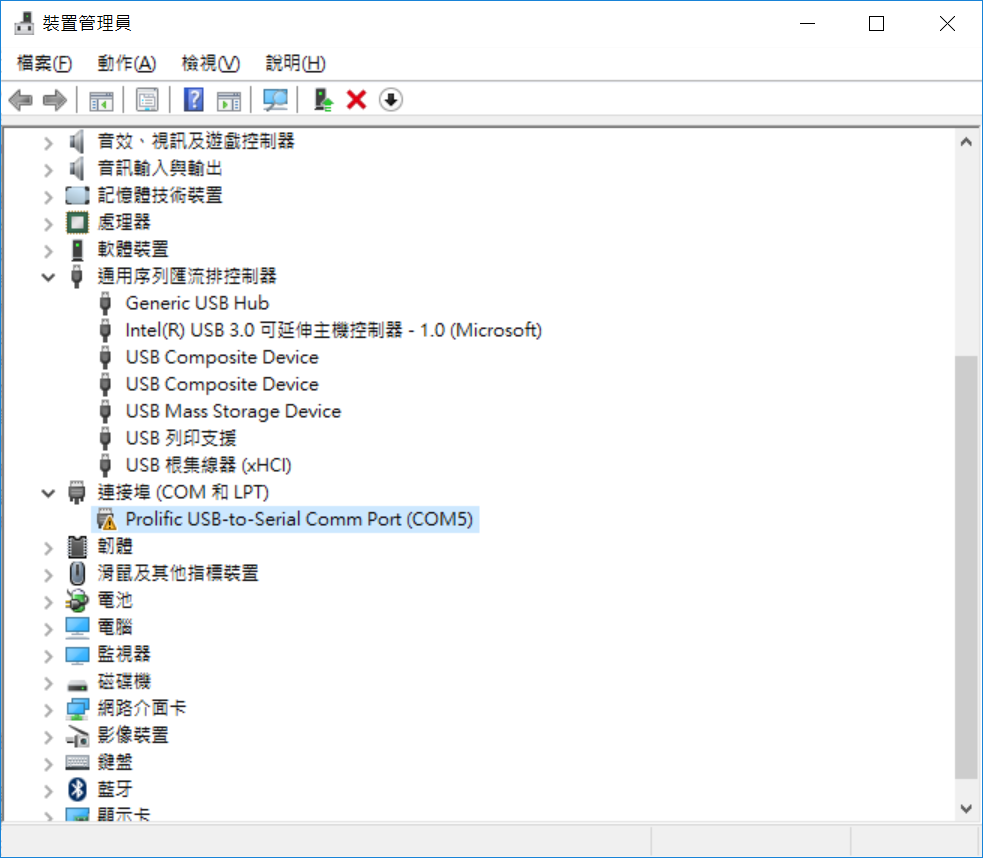 裝置管理員
檔案(F) 動作(A) 檢視(V) 說明(H)
音效、視訊及遊戲控制器
音訊輸入與輸出
記憶體技術裝置
處理器
軟體裝置
通用序列匯流排控制器
Generic USB Hub
Intel(R) USB 3.0 可延伸主機控制器 - 1.0 (Microsoft)
USB Composite Device
USB Composite Device
USB Mass Storage Device
USB 列印支援
USB 根集線器 (xHCI)
連接埠 (COM 和 LPT)
Prolific USB-to-Serial Comm Port (COM5)
韌體
滑鼠及其他指標裝置
電池
電腦
監視器
磁碟機
網路介面卡
影像裝置
鍵盤
藍牙
顯示卡